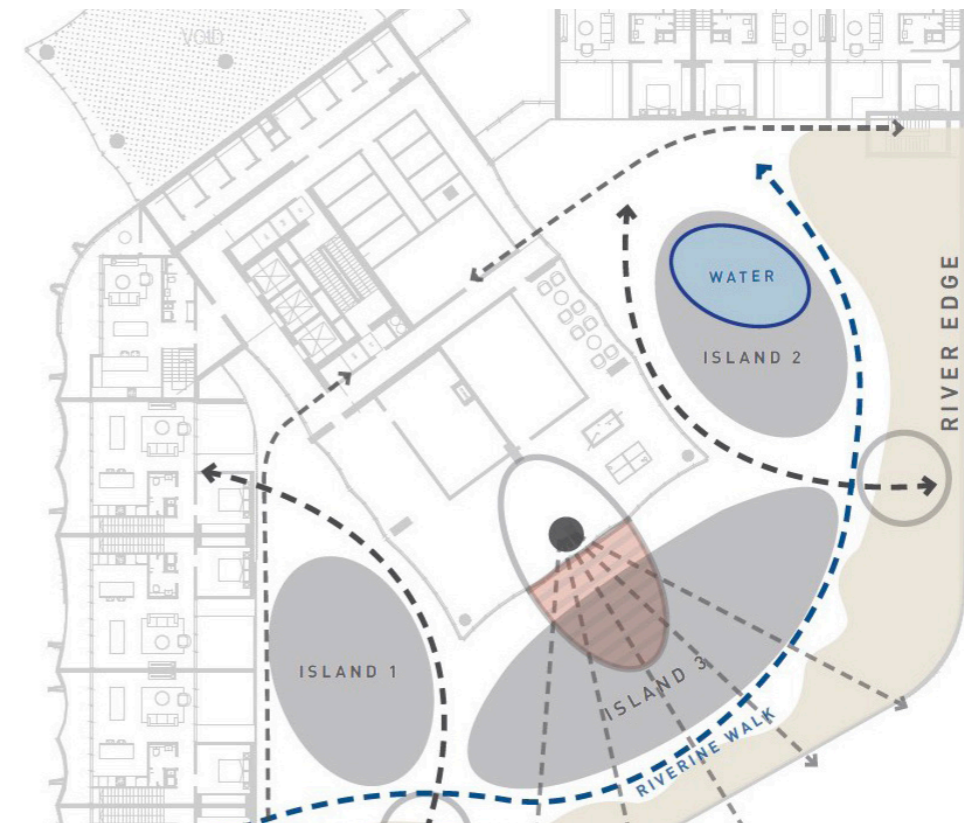 VOID
WATER
ISLAND 2
RIVER EDGE
ISLAND 1
ISLAND 3
RIVERINE WALK